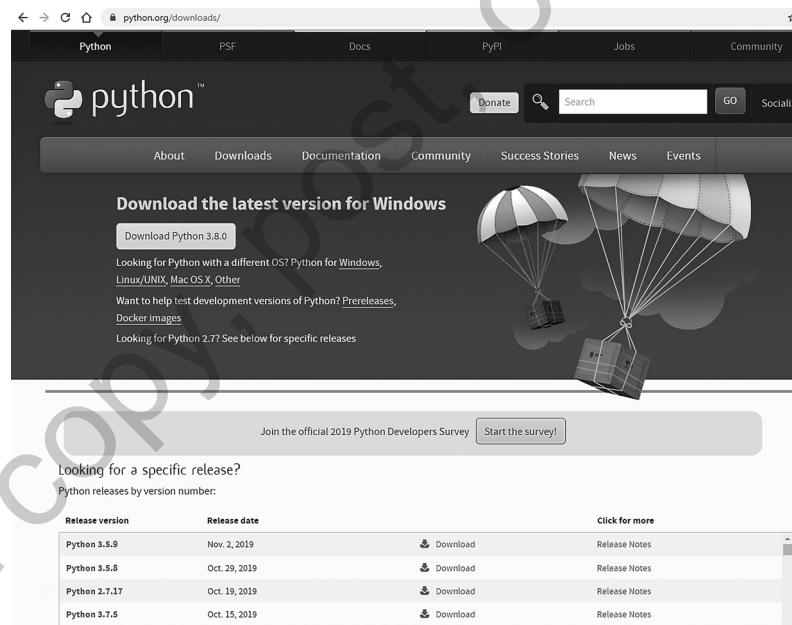 python.org/downloads/
Python PSF Docs PyPI Jobs Community
python™
Donate Search GO Sociali
About Downloads Documentation Community Success Stories News Events
Download the latest version for Windows
Download Python 3.8.0
Looking for Python with a different OS? Python for Windows,
Linux/UNIX, Mac OS X, Other
Want to help test development versions of Python? Prereleases,
Docker images
Looking for Python 2.7? See below for specific releases
Join the official 2019 Python Developers Survey Start the survey!
Looking for a specific release?
Python releases by version number:
Release version Release date Click for more
Python 3.5.9 Nov. 2, 2019 Download Release Notes
Python 3.5.8 Oct. 29, 2019 Download Release Notes
Python 2.7.17 Oct. 19, 2019 Download Release Notes
Python 3.7.5 Oct. 15, 2019 Download Release Notes
copy, post, o